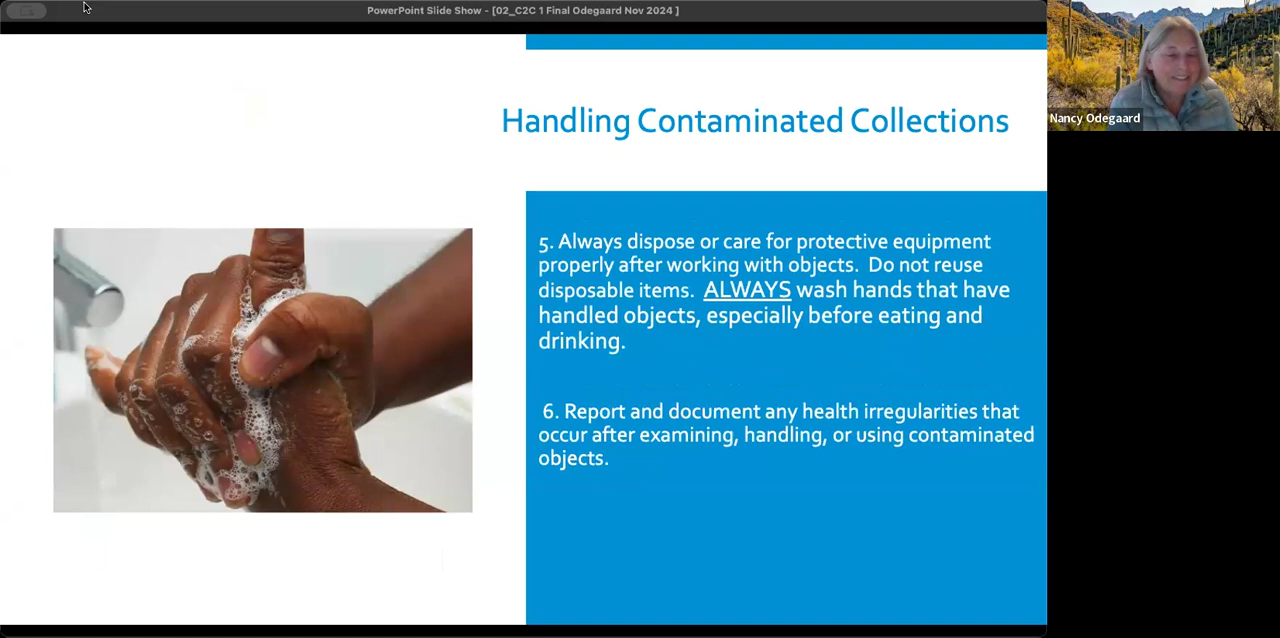 PowerPoint Slide Show - [02_C2C 1 Final Odegaard Nov 2024 ]
Handling Contaminated Collections
5. Always dispose or care for protective equipment
properly after working with objects.  Do not reuse
disposable items.  ALWAYS wash hands that have
handled objects, especially before eating and
drinking.
6. Report and document any health irregularities that
occur after examining, handling, or using contaminated
objects.
Nancy Odegaard